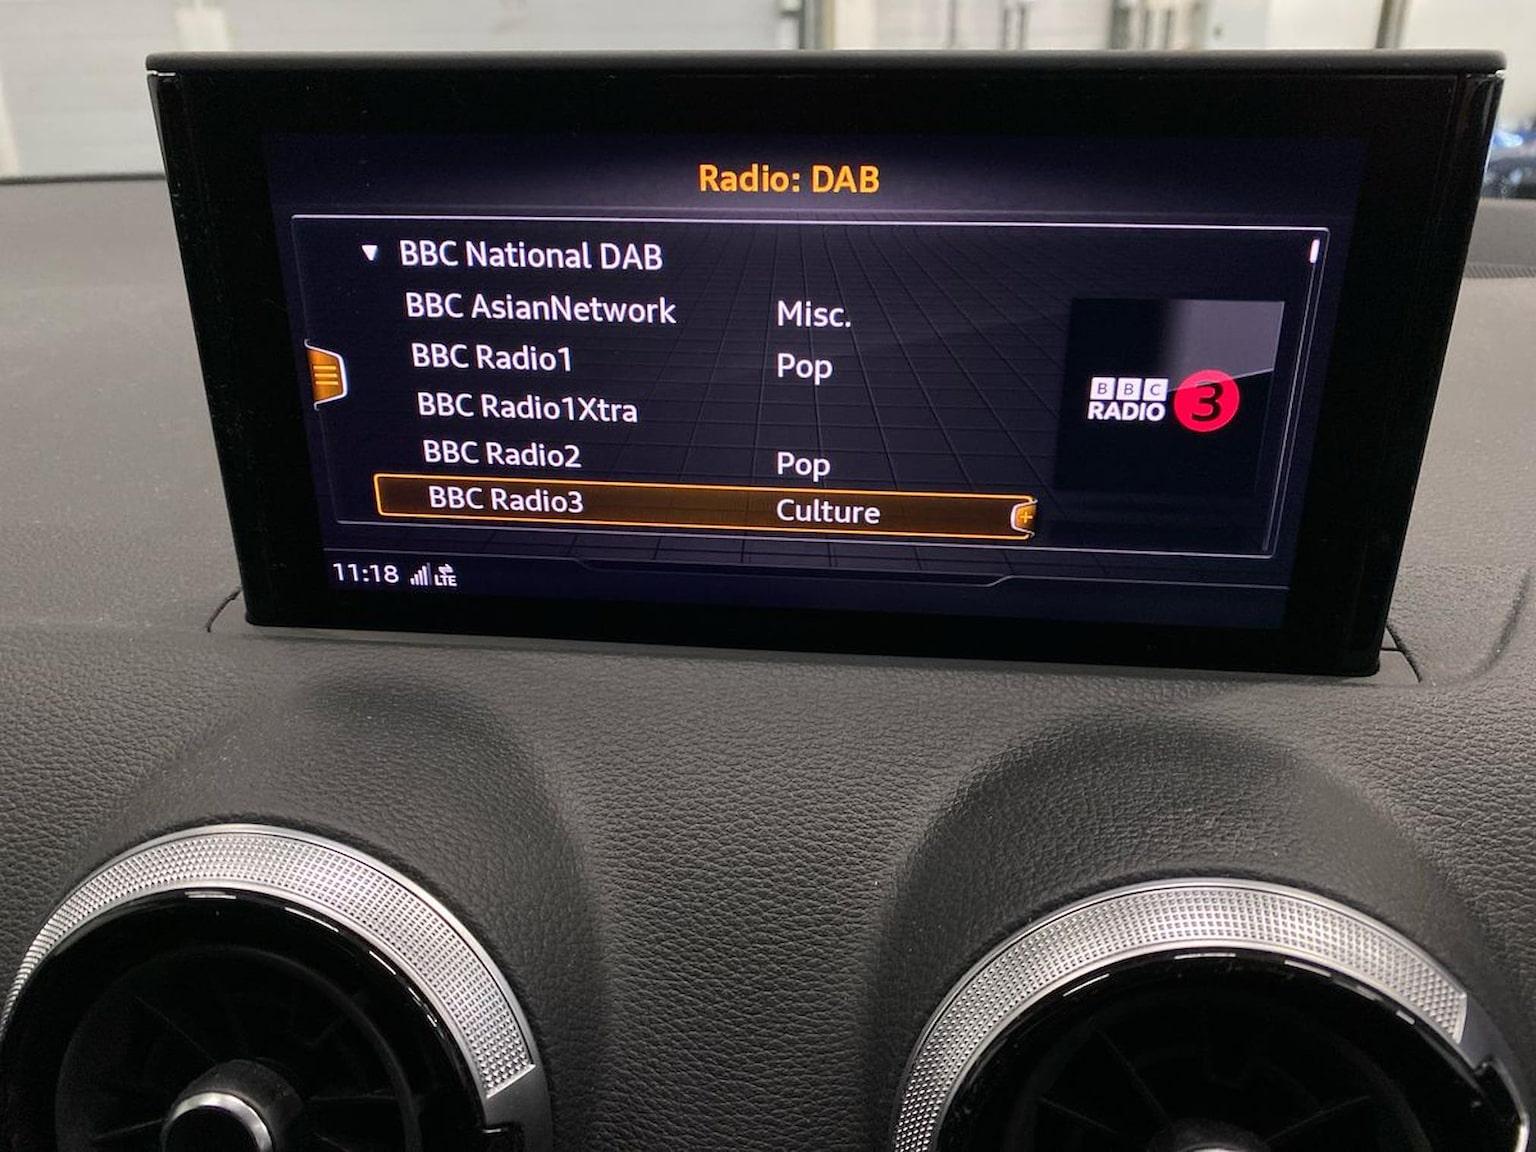 Radio: DAB
BBC National DAB
BBC AsianNetwork Misc.
BBC Radio1 Pop
BBC Radio1Xtra
BBC Radio2 Pop
BBC Radio3 Culture
BBC
RADIO 3
11:18 LTE